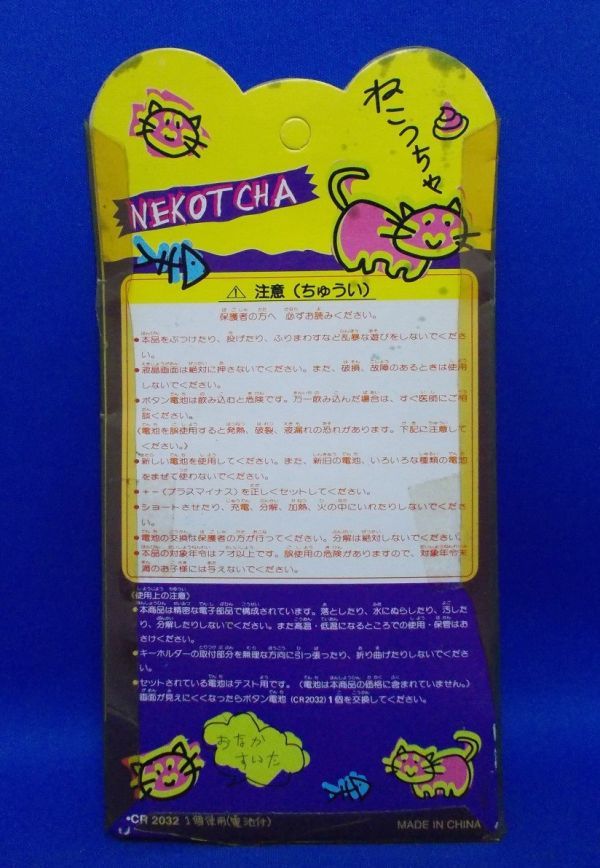 ねこっちゃ
NEKOTCHA
⚠ 注意(ちゅうい)
保護者の方へ 必ずお読みください。
●本品をぶつけたり、投げたり、ふりまわすなど乱暴な遊びをしないでくださ
い。
●液晶画面は絶対に押さないでください。また、破損、故障のあるときは使用
しないでください。
●ボタン電池は飲み込むと危険です。万一飲み込んだ場合は、すぐ医師にご相
談ください。
(電池を誤使用すると発熱、破裂、液漏れの恐れがあります。下記に注意して
ください。)
●新しい電池を使用してください。また、新旧の電池、いろいろな種類の電池
をまぜて使わないでください。
●+-(プラスマイナス)を正しくセットしてください。
●ショートさせたり、充電、分解、加熱、火の中にいれたりしないでください。
●電池の交換は保護者の方が行ってください。分解は絶対しないでください。
●本品の対象年令は7才以上です。誤使用の危険がありますので、対象年令未
満のお子様には与えないでください。
(使用上の注意)
●本商品は精密な電子部品で構成されています。落としたり、水にぬらしたり、汚した
り、分解したりしないでください。また高温・低温になるところでの使用・保管はお
さけください。
●キーホルダーの取付部分を無理な方向に引っ張ったり、折り曲げたりしないでくださ
い。
●セットされている電池はテスト用です。(電池は本商品の価格に含まれていません。)
画面が見えにくくなったらボタン電池(CR2032)1個を交換してください。
おなか
すいた
•CR 2032 1個使用(電池付)
MADE IN CHINA